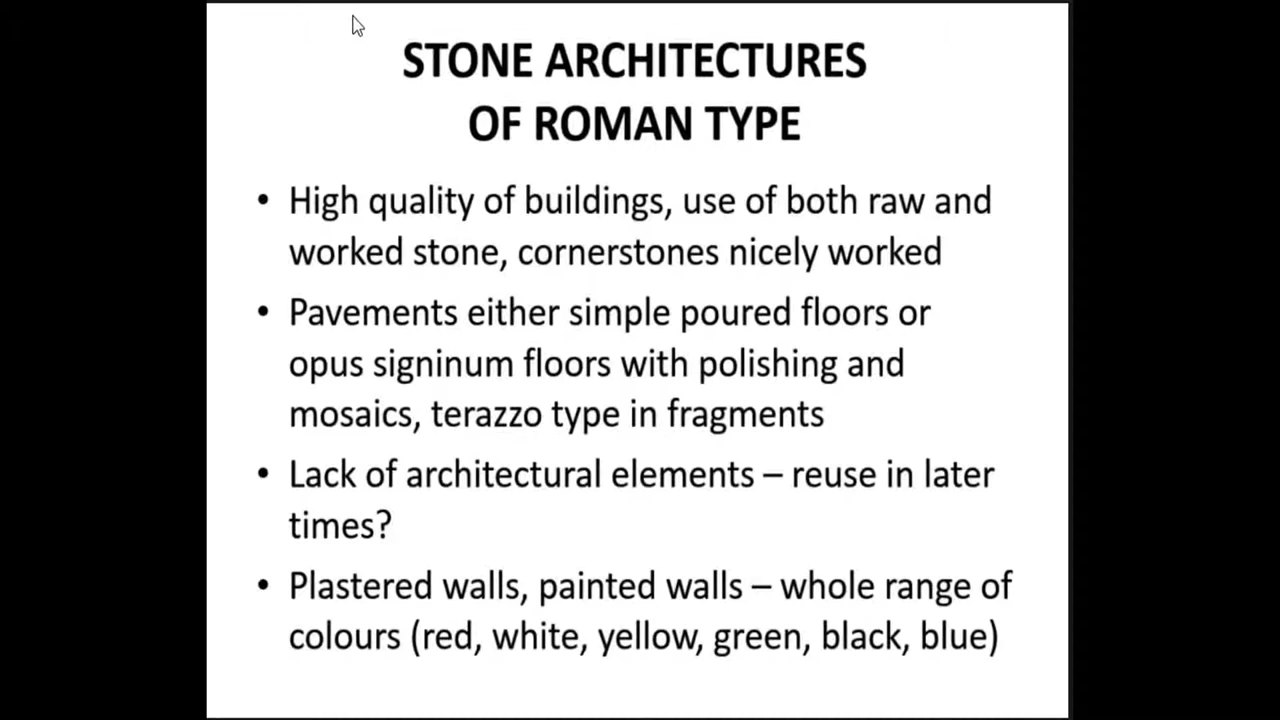 STONE ARCHITECTURES
OF ROMAN TYPE
• High quality of buildings, use of both raw and
worked stone, cornerstones nicely worked
• Pavements either simple poured floors or
opus signinum floors with polishing and
mosaics, terazzo type in fragments
• Lack of architectural elements – reuse in later
times?
• Plastered walls, painted walls – whole range of
colours (red, white, yellow, green, black, blue)